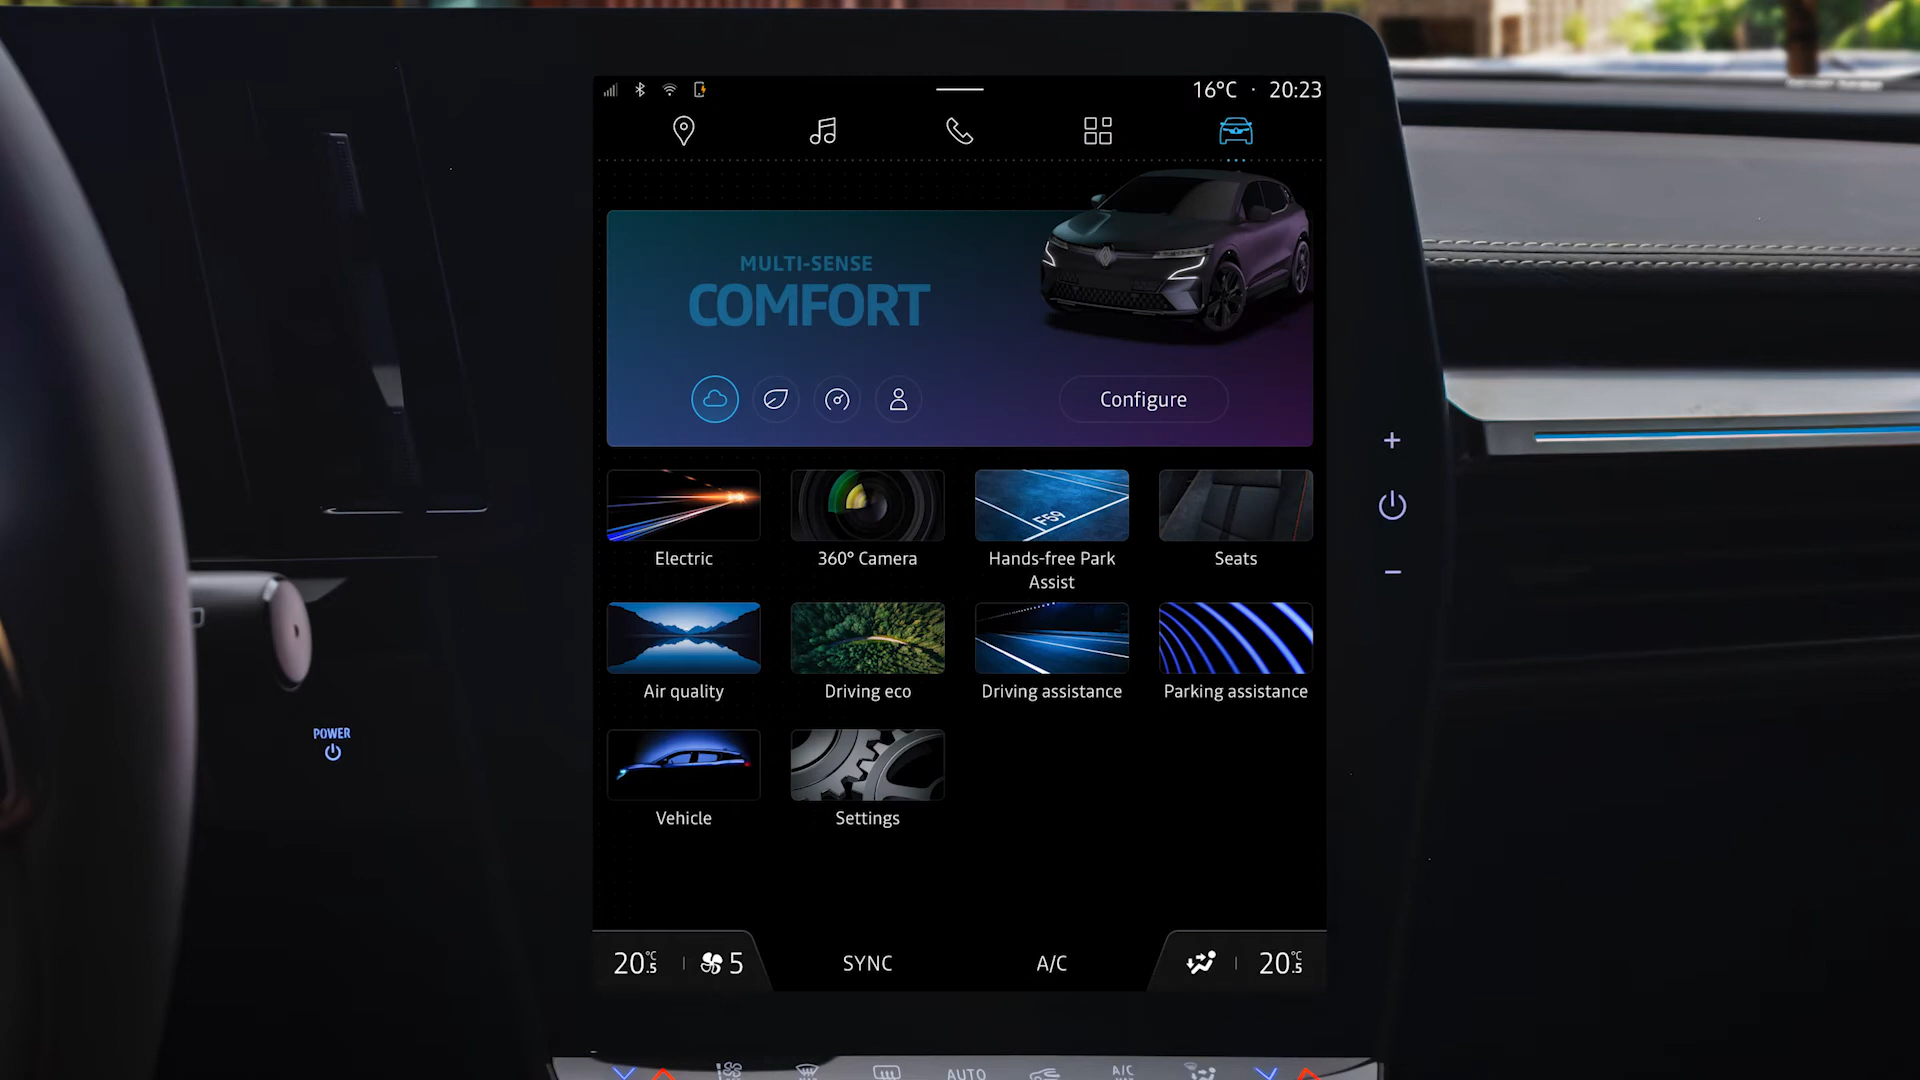 16°C · 20:23
MULTI-SENSE
COMFORT
Configure
F59
Electric
360° Camera
Hands-free Park
Assist
Seats
Air quality
Driving eco
Driving assistance
Parking assistance
POWER
Vehicle
Settings
20.5°C
5
SYNC
A/C
20.5°C
AUTO
A/C